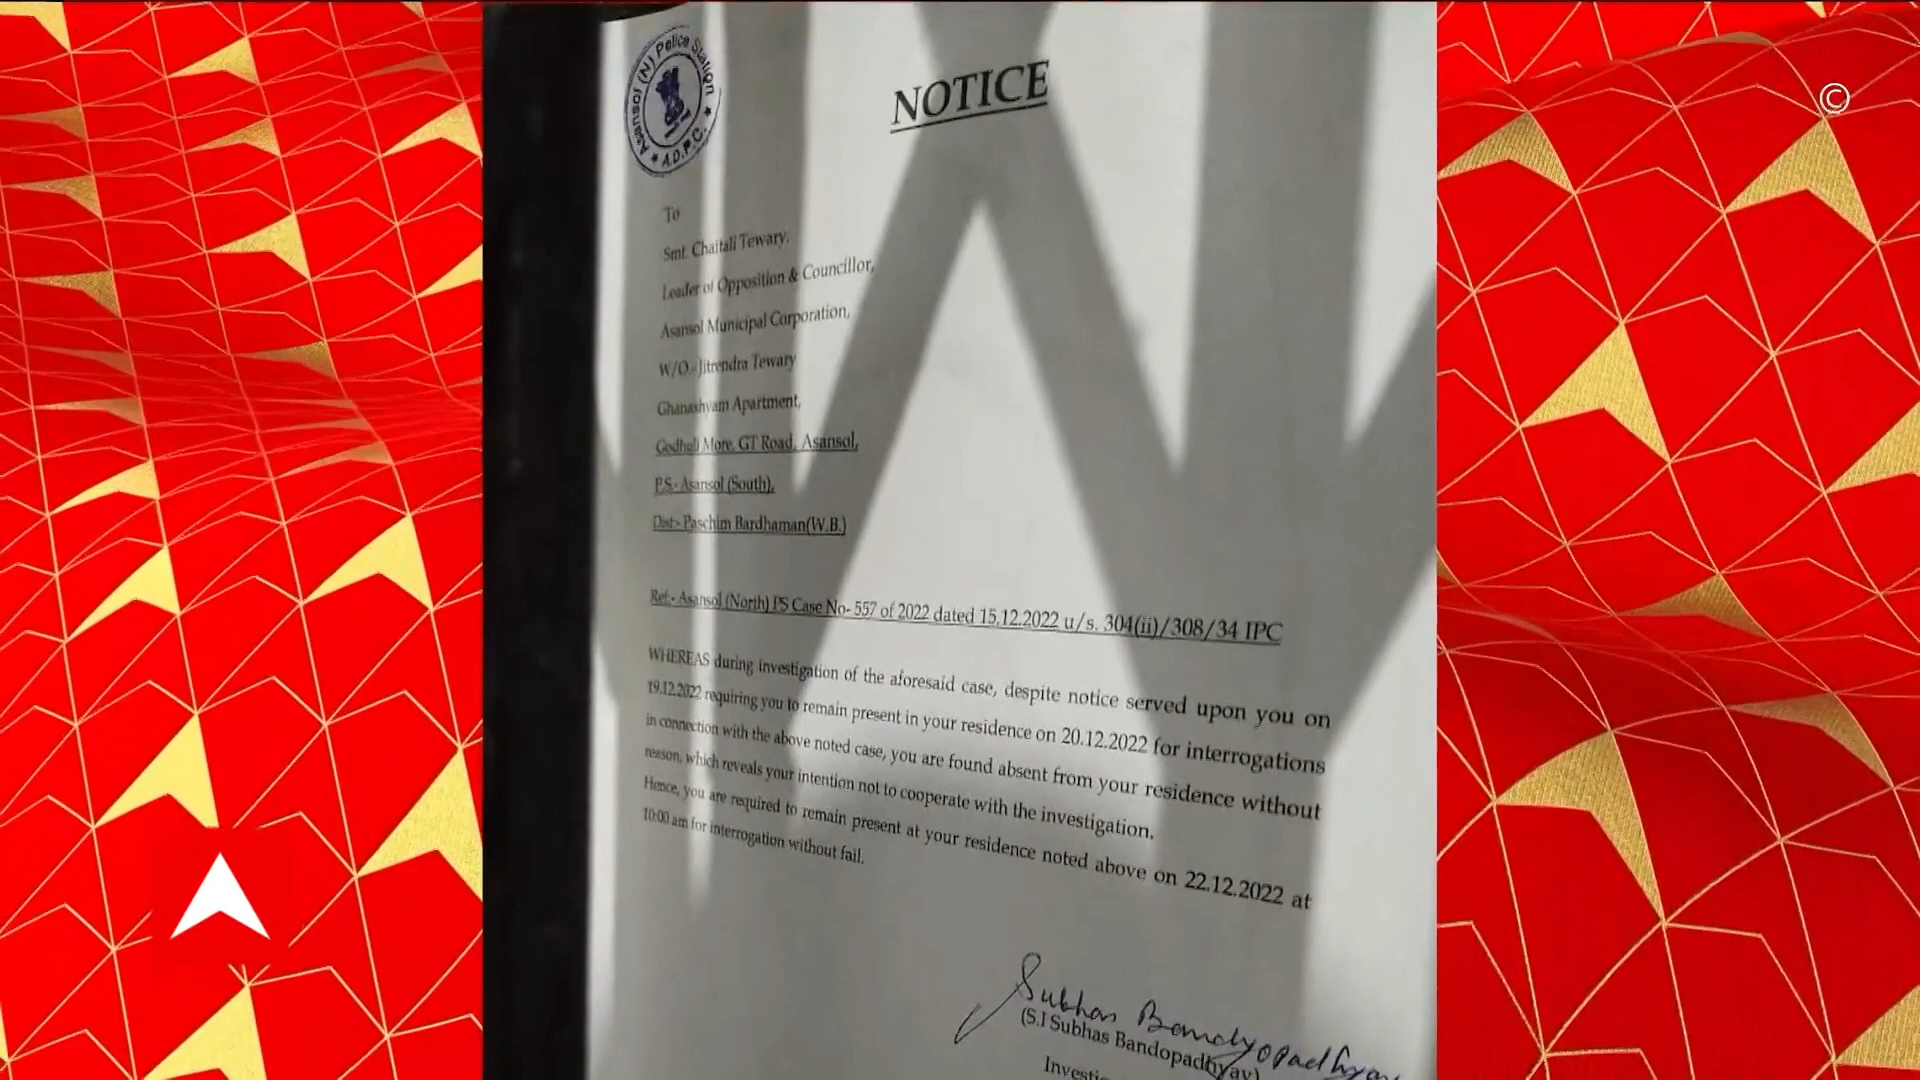 ©
Asansol (N) Police Station
★ A.D.P.C. ★
NOTICE
To
Smt. Chaitali Tewary,
Leader of Opposition & Councillor,
Asansol Municipal Corporation,
W/O.- Jitrendra Tewary
Ghanashyam Apartment,
Godhuli More, GT Road, Asansol,
P.S.- Asansol (South),
Dist:- Paschim Bardhaman(W.B.)
Ref:- Asansol (North) PS Case No- 557 of 2022 dated 15.12.2022 u/s. 304(ii)/308/34 IPC
WHEREAS during investigation of the aforesaid case, despite notice served upon you on
19.12.2022 requiring you to remain present in your residence on 20.12.2022 for interrogations
in connection with the above noted case, you are found absent from your residence without
reason, which reveals your intention not to cooperate with the investigation.
Hence, you are required to remain present at your residence noted above on 22.12.2022 at
10:00 am for interrogation without fail.
Subhas Bandyopadhyay
(S.I Subhas Bandopadhyay)